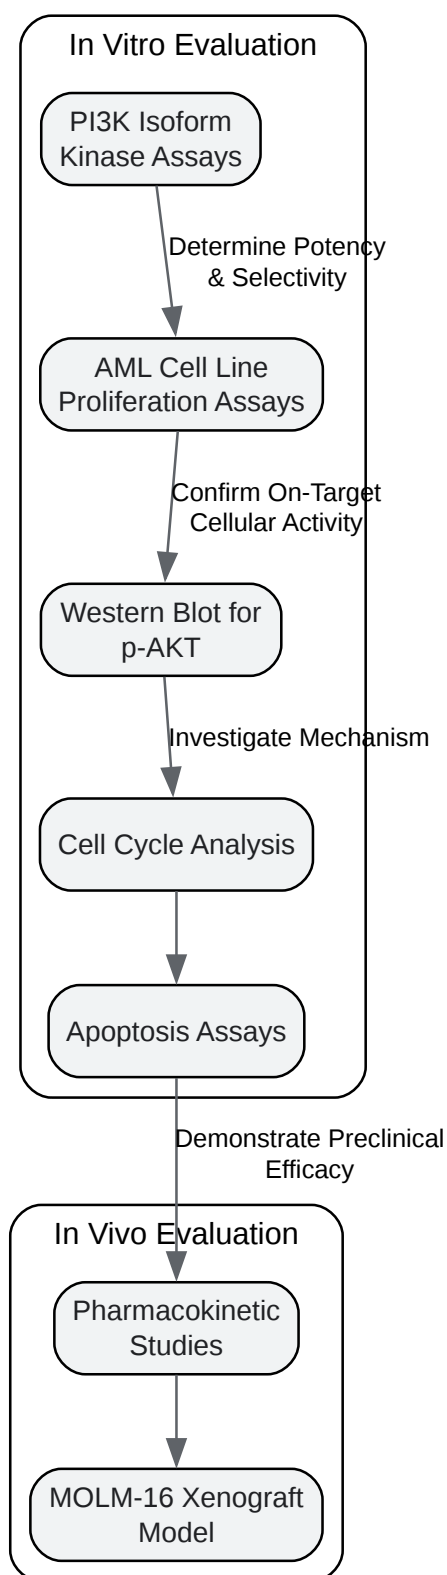 In Vitro Evaluation
PI3K Isoform
Kinase Assays
Determine Potency
& Selectivity
AML Cell Line
Proliferation Assays
Confirm On-Target
Cellular Activity
Western Blot for
p-AKT
Investigate Mechanism
Cell Cycle Analysis
Apoptosis Assays
Demonstrate Preclinical
Efficacy
In Vivo Evaluation
Pharmacokinetic
Studies
MOLM-16 Xenograft
Model